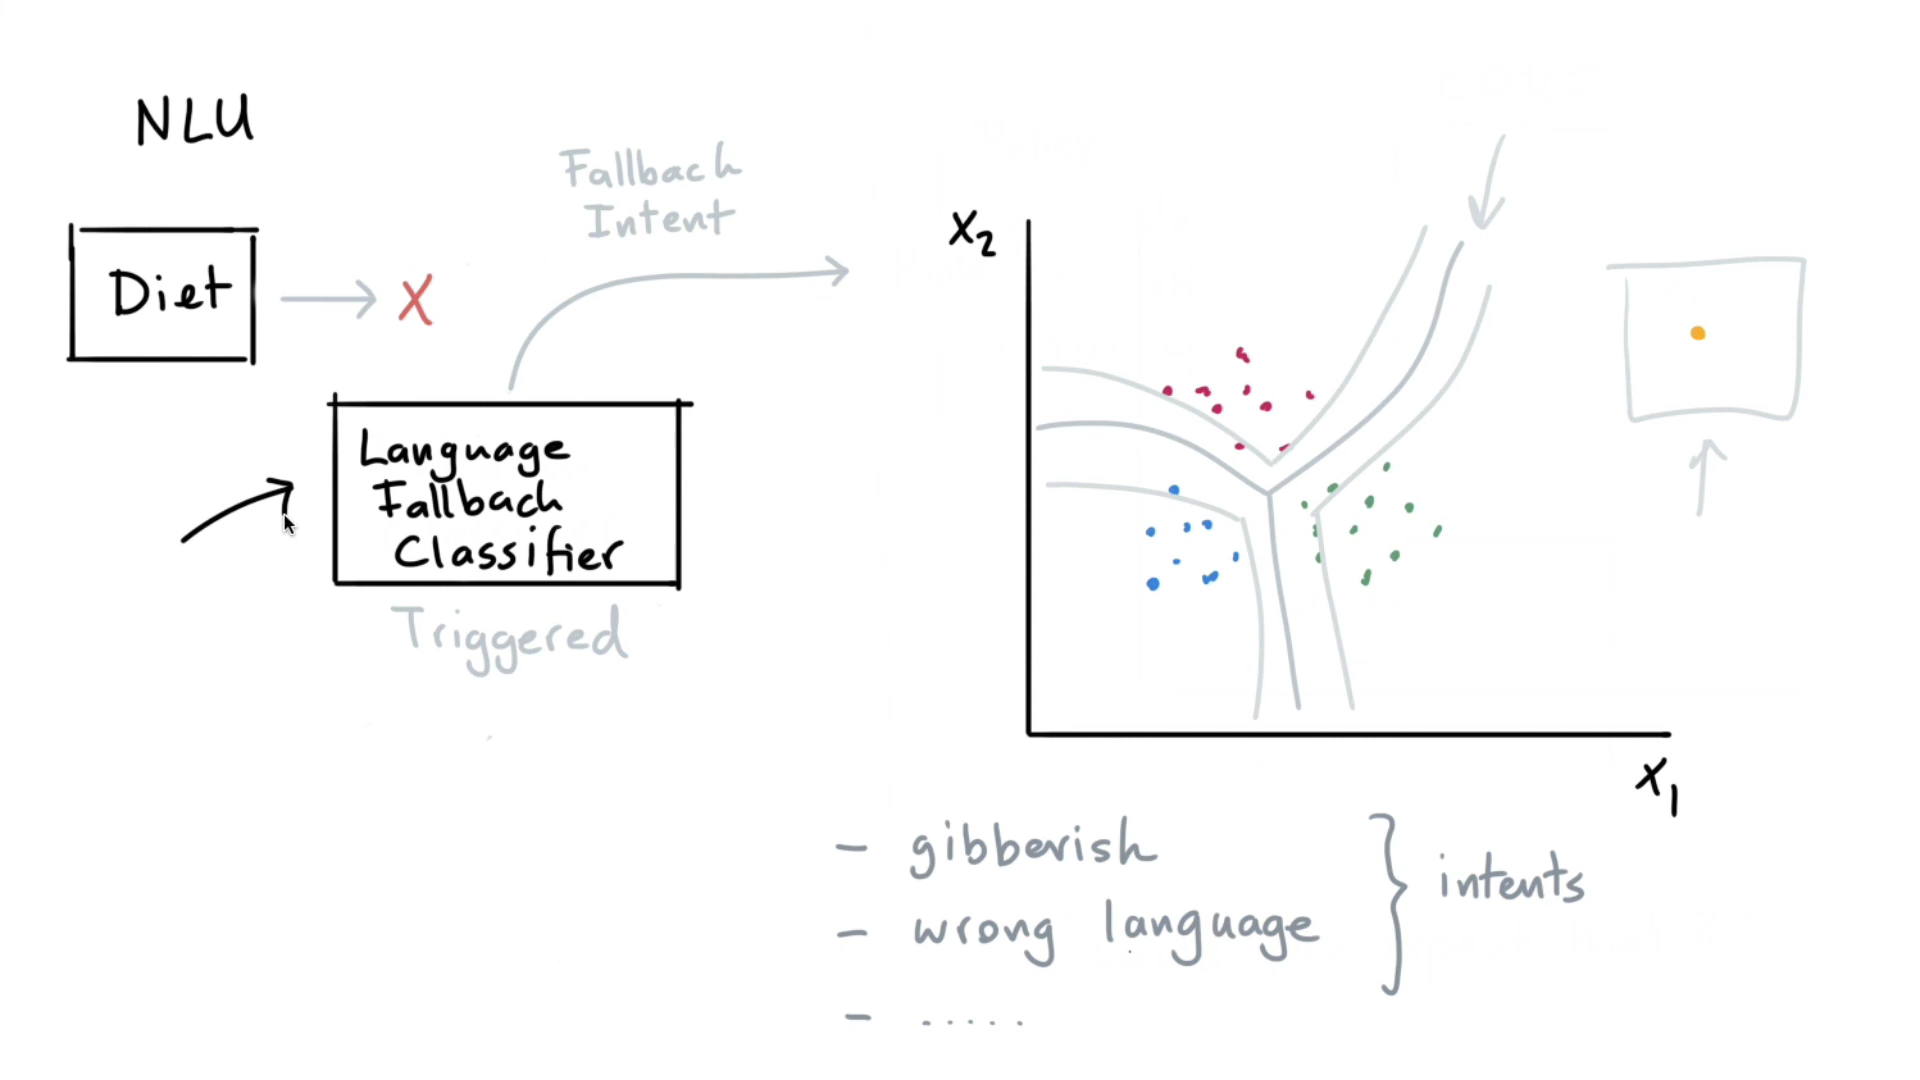 NLU
Diet
X
Fallback
Intent
Language
Fallback
Classifier
Triggered
X2
X1
- gibberish
- wrong language
- .....
intents